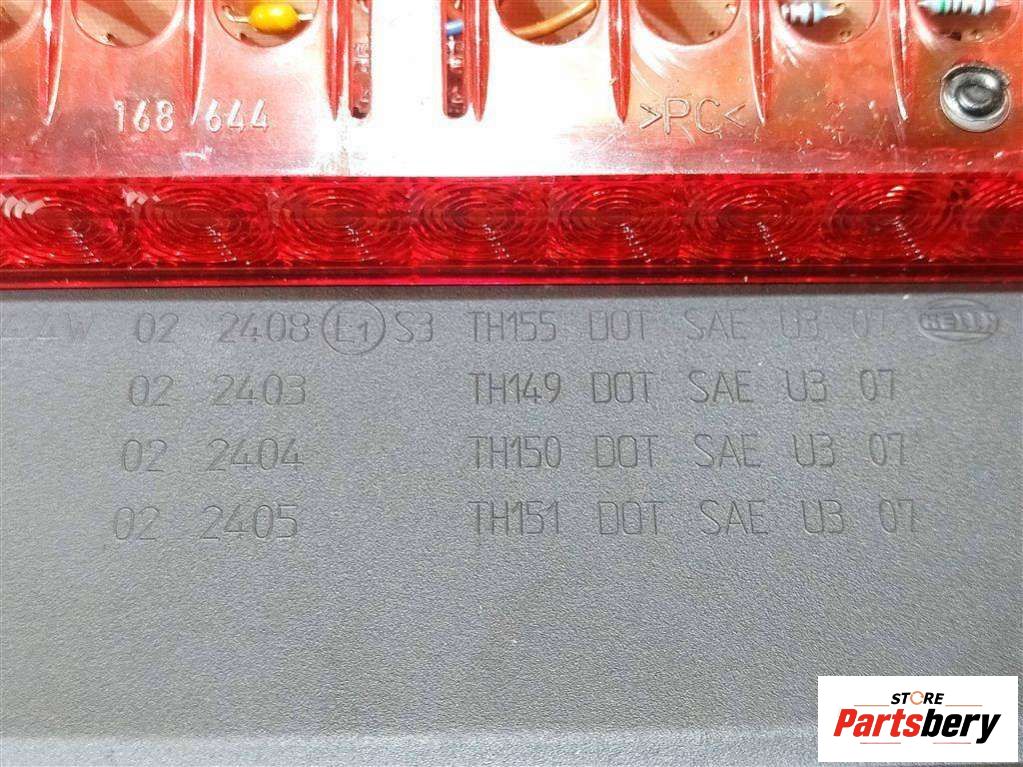 168 644 >PC<
02 2408 E1 S3 TH155 DOT SAE U3 07 HELLA
02 2403 TH149 DOT SAE U3 07
02 2404 TH150 DOT SAE U3 07
02 2405 TH151 DOT SAE U3 07
STORE
Partsbery